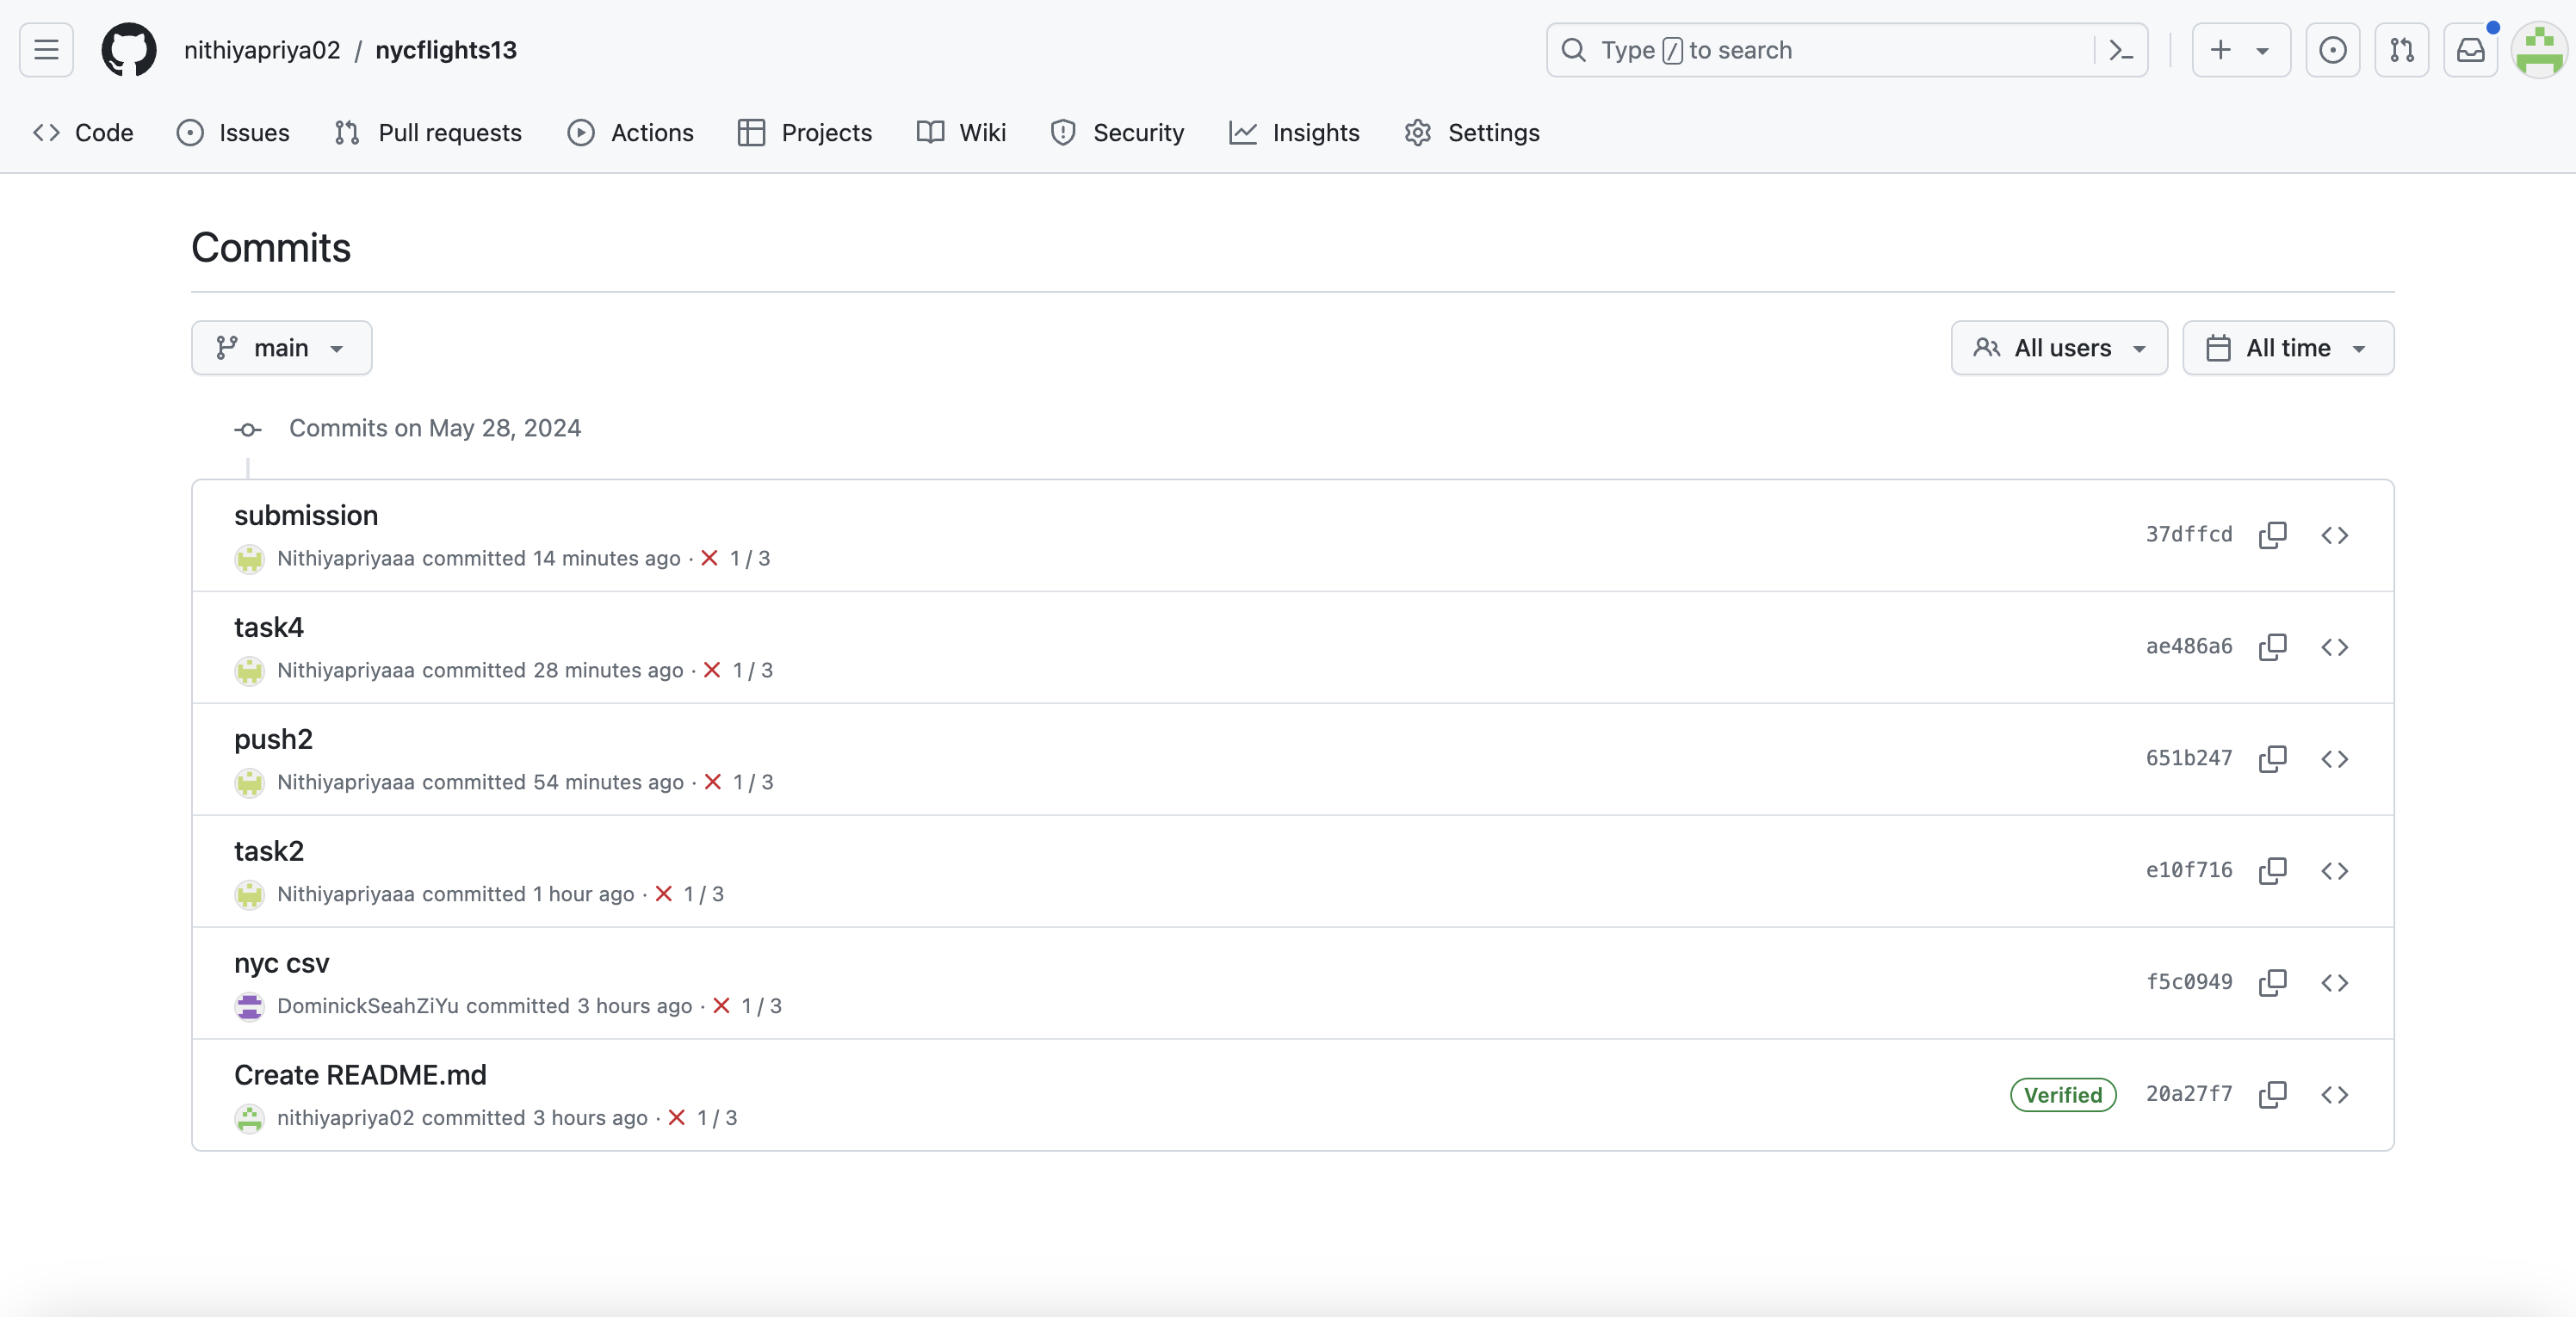 nithiyapriya02 / nycflights13
Type / to search
Code Issues Pull requests Actions Projects Wiki Security Insights Settings
Commits
main All users All time
Commits on May 28, 2024
submission
Nithiyapriyaaa committed 14 minutes ago · 1 / 3
37dffcd
task4
Nithiyapriyaaa committed 28 minutes ago · 1 / 3
ae486a6
push2
Nithiyapriyaaa committed 54 minutes ago · 1 / 3
651b247
task2
Nithiyapriyaaa committed 1 hour ago · 1 / 3
e10f716
nyc csv
DominickSeahZiYu committed 3 hours ago · 1 / 3
f5c0949
Create README.md
nithiyapriya02 committed 3 hours ago · 1 / 3
Verified 20a27f7